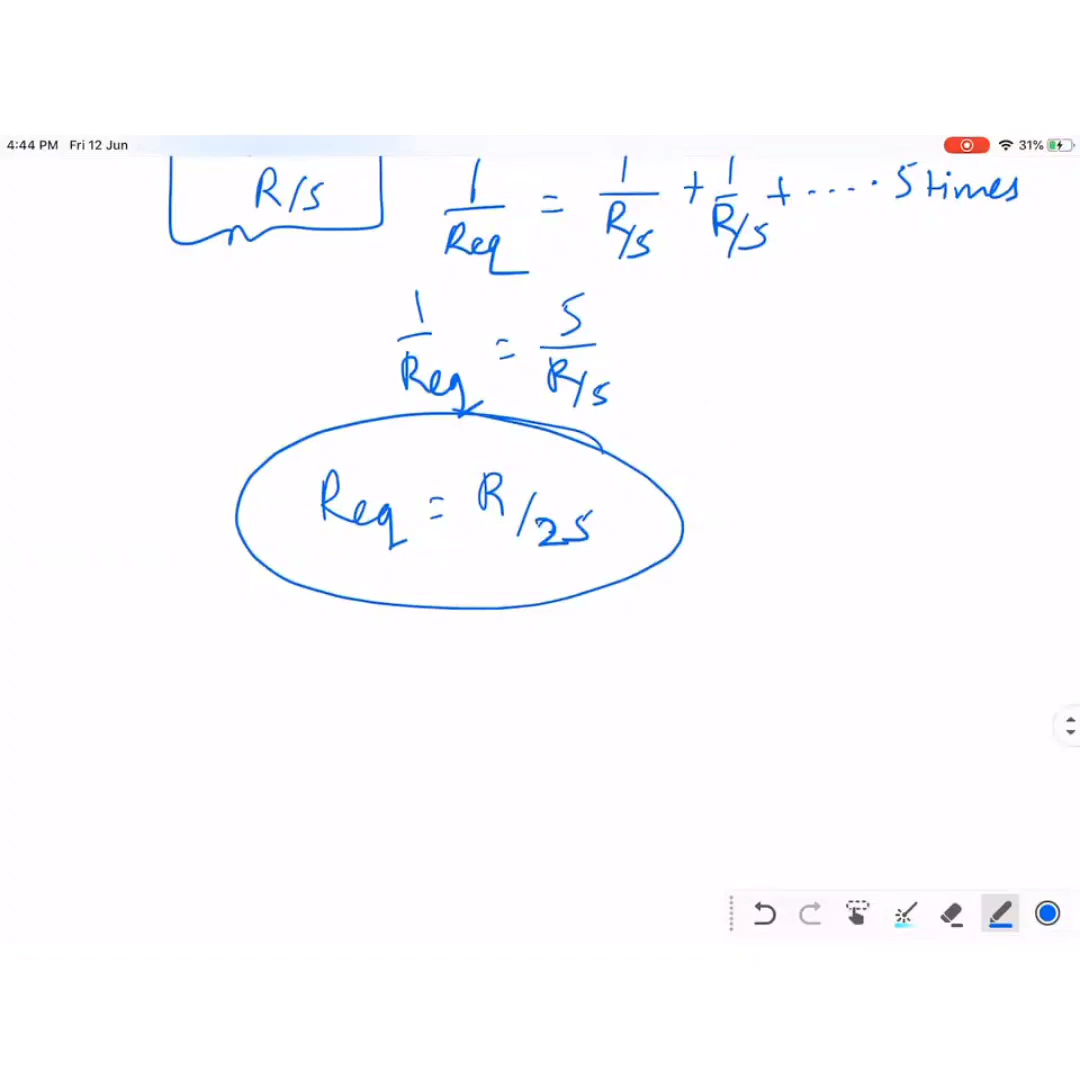 4:44 PM Fri 12 Jun 31%
R/5 1/Req = 1/R/5 + 1/R/5 + ..... 5 times
1/Req = 5/R/5
Req = R/25